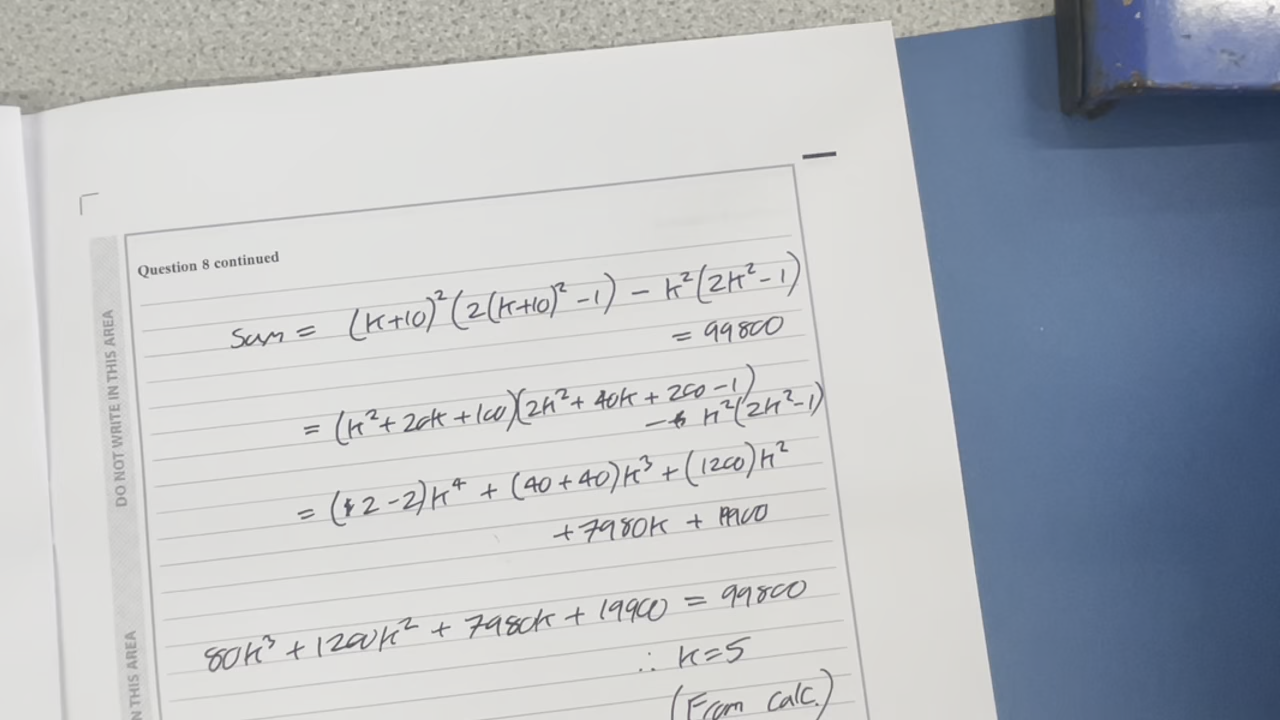 Question 8 continued
Sum = (k+10)²(2(k+10)² -1) - k²(2k²-1)
= 99800
= (k²+20k+100)(2k²+40k+200-1)
- k²(2k²-1)
= (2-2)k⁴ + (40+40)k³ + (1200)k²
+7980k + 19900
80k³ + 1200k² + 7980k + 19900 = 99800
∴ k=5
(From calc.)
DO NOT WRITE IN THIS AREA
N THIS AREA